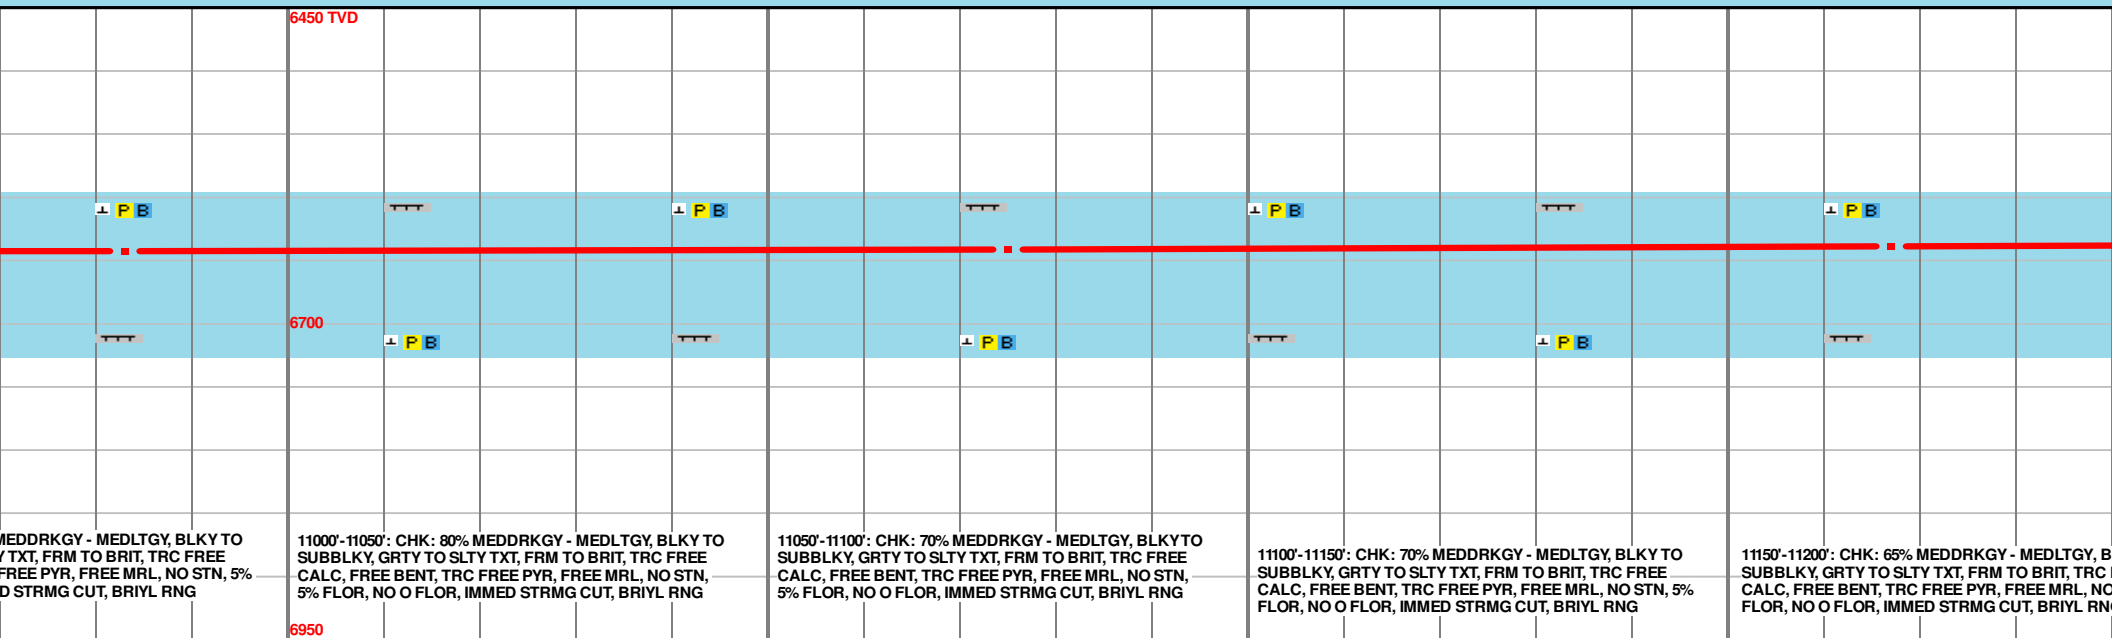 6450 TVD
P B
P B
P B
P B
6700
P B
P B
P B
MEDDRKGY - MEDLTGY, BLKY TO
TXT, FRM TO BRIT, TRC FREE
FREE PYR, FREE MRL, NO STN, 5%
STRMG CUT, BRIYL RNG
11000'-11050': CHK: 80% MEDDRKGY - MEDLTGY, BLKY TO
SUBBLKY, GRTY TO SLTY TXT, FRM TO BRIT, TRC FREE
CALC, FREE BENT, TRC FREE PYR, FREE MRL, NO STN,
5% FLOR, NO O FLOR, IMMED STRMG CUT, BRIYL RNG
11050'-11100': CHK: 70% MEDDRKGY - MEDLTGY, BLKY TO
SUBBLKY, GRTY TO SLTY TXT, FRM TO BRIT, TRC FREE
CALC, FREE BENT, TRC FREE PYR, FREE MRL, NO STN,
5% FLOR, NO O FLOR, IMMED STRMG CUT, BRIYL RNG
11100'-11150': CHK: 70% MEDDRKGY - MEDLTGY, BLKY TO
SUBBLKY, GRTY TO SLTY TXT, FRM TO BRIT, TRC FREE
CALC, FREE BENT, TRC FREE PYR, FREE MRL, NO STN, 5%
FLOR, NO O FLOR, IMMED STRMG CUT, BRIYL RNG
11150'-11200': CHK: 65% MEDDRKGY - MEDLTGY,
SUBBLKY, GRTY TO SLTY TXT, FRM TO BRIT, TRC
CALC, FREE BENT, TRC FREE PYR, FREE MRL, NO
FLOR, NO O FLOR, IMMED STRMG CUT, BRIYL
6950